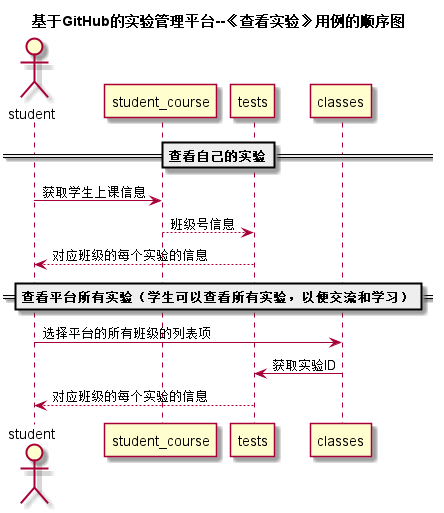 基于GitHub的实验管理平台--《查看实验》用例的顺序图
student
student_course
tests
classes
查看自己的实验
获取学生上课信息
班级号信息
对应班级的每个实验的信息
查看平台所有实验（学生可以查看所有实验，以便交流和学习）
选择平台的所有班级的列表项
获取实验ID
对应班级的每个实验的信息
student
student_course
tests
classes